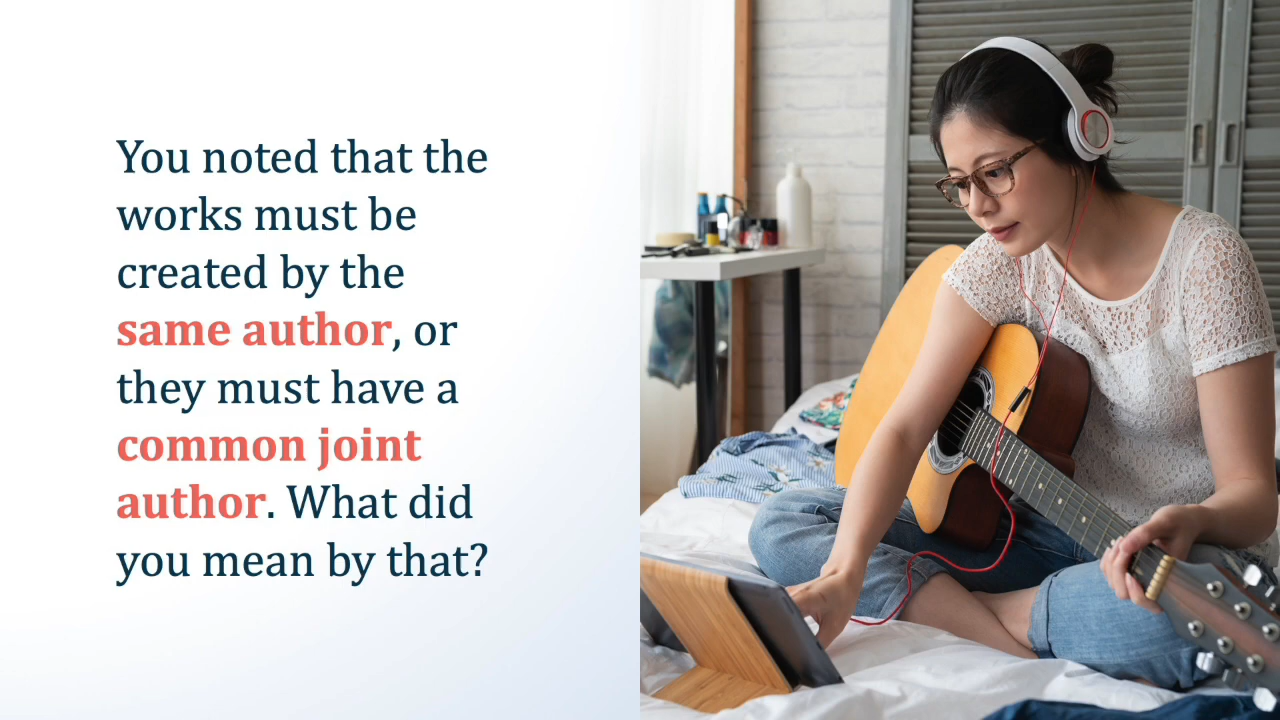 You noted that the
works must be
created by the
same author, or
they must have a
common joint
author. What did
you mean by that?